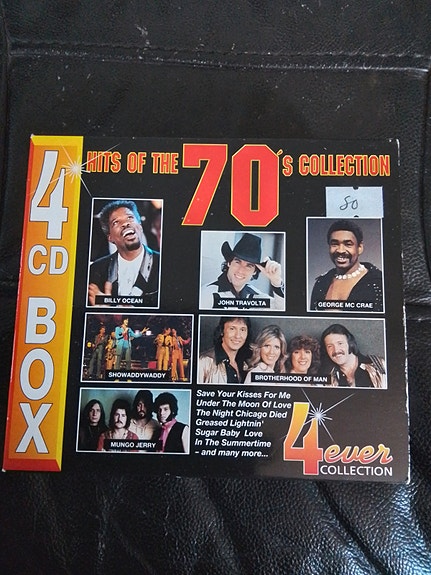 4
CD
BOX
HITS OF THE 70's COLLECTION
80
BILLY OCEAN
JOHN TRAVOLTA
GEORGE MC CRAE
SHOWADDYWADDY
BROTHERHOOD OF MAN
MUNGO JERRY
Save Your Kisses For Me
Under The Moon Of Love
The Night Chicago Died
Greased Lightnin'
Sugar Baby Love
In The Summertime
- and many more...
4ever
COLLECTION